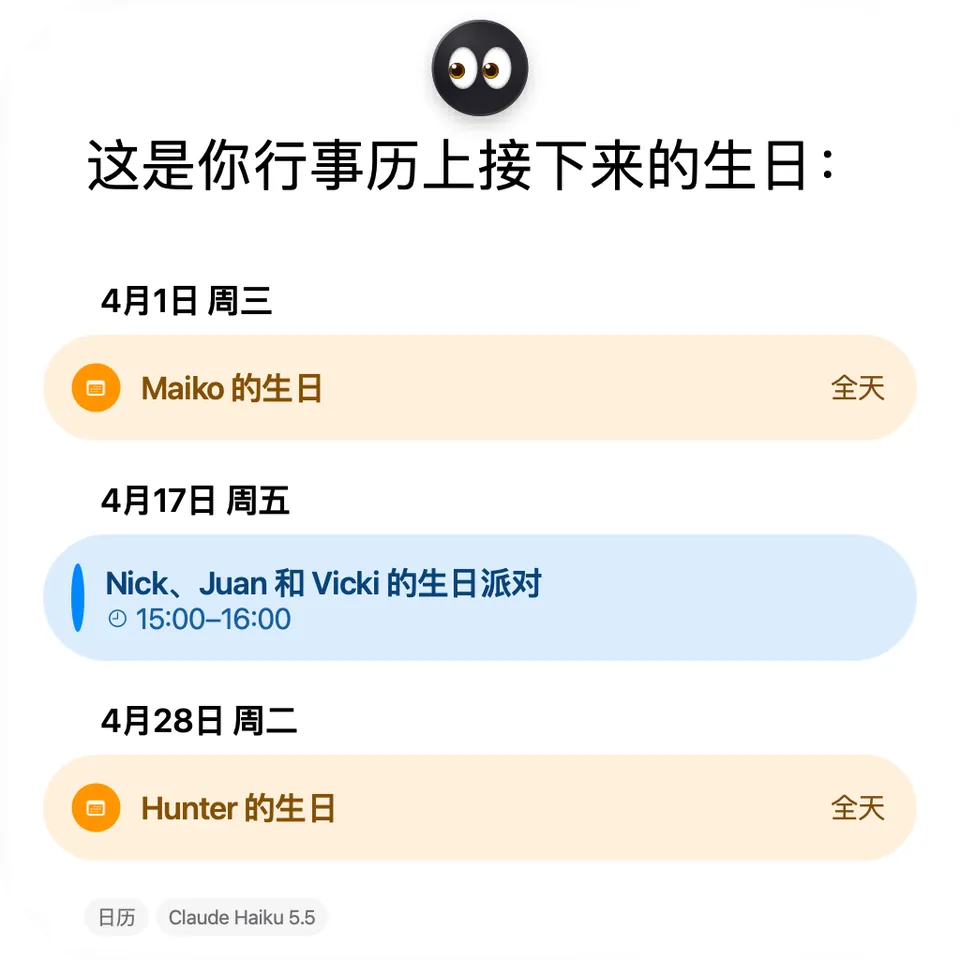 这是你行事历上接下来的生日：
4月1日 周三
Maiko 的生日 全天
4月17日 周五
Nick、Juan 和 Vicki 的生日派对
15:00–16:00
4月28日 周二
Hunter 的生日 全天
日历 Claude Haiku 5.5